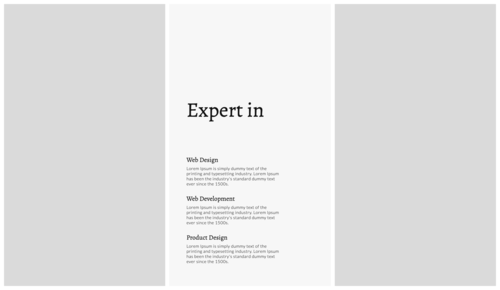 Expert in
Web Design
Lorem Ipsum is simply dummy text of the
printing and typesetting industry. Lorem Ipsum
has been the industry's standard dummy text
ever since the 1500s.
Web Development
Lorem Ipsum is simply dummy text of the
printing and typesetting industry. Lorem Ipsum
has been the industry's standard dummy text
ever since the 1500s.
Product Design
Lorem Ipsum is simply dummy text of the
printing and typesetting industry. Lorem Ipsum
has been the industry's standard dummy text
ever since the 1500s.